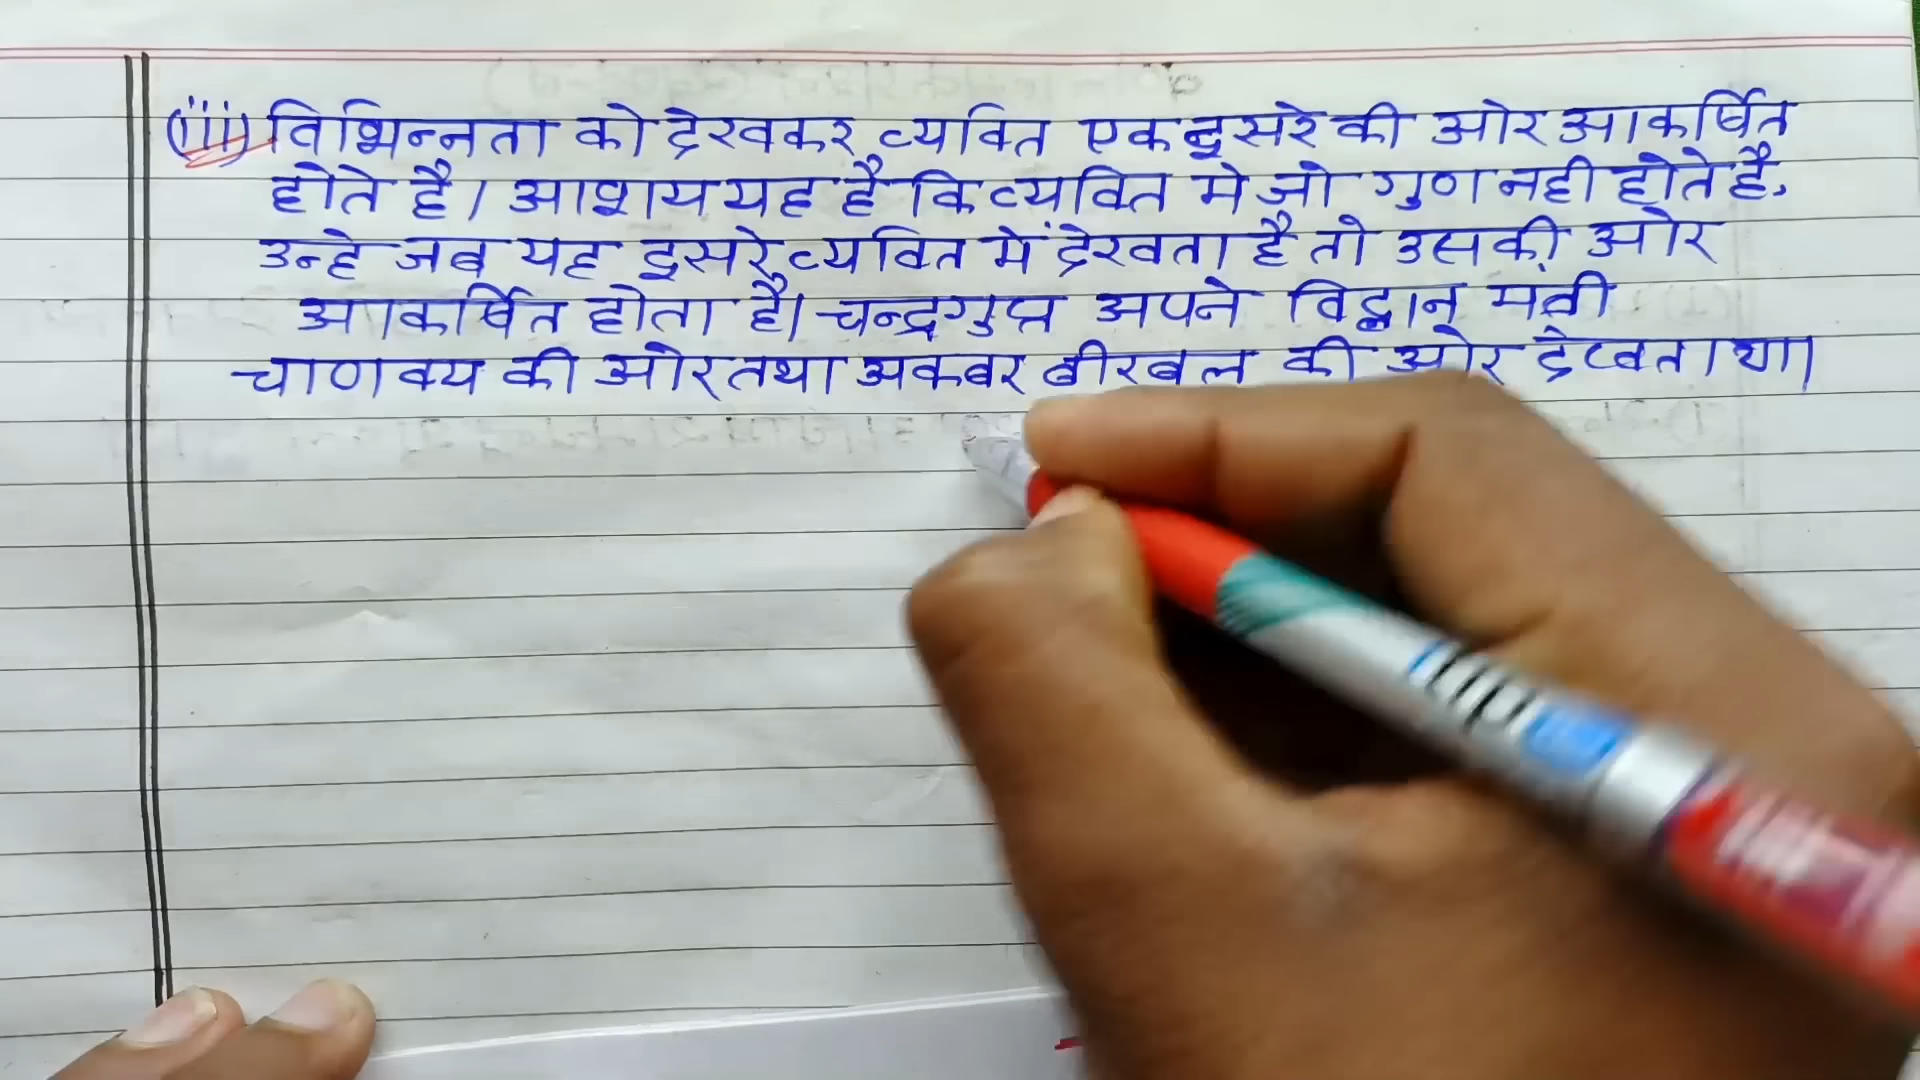 (iii) विभिन्नता को देखकर व्यक्ति एक दूसरे की ओर आकर्षित
होते है। आशय यह है कि व्यक्ति मे जो गुण नही होते है,
उन्हे जब यह दूसरे व्यक्ति में देखता है तो उसकी ओर
आकर्षित होता है। चन्द्रगुप्त अपने विद्वान् मंत्री
चाणक्य की ओर तथा अकबर बीरबल की ओर देखता था।